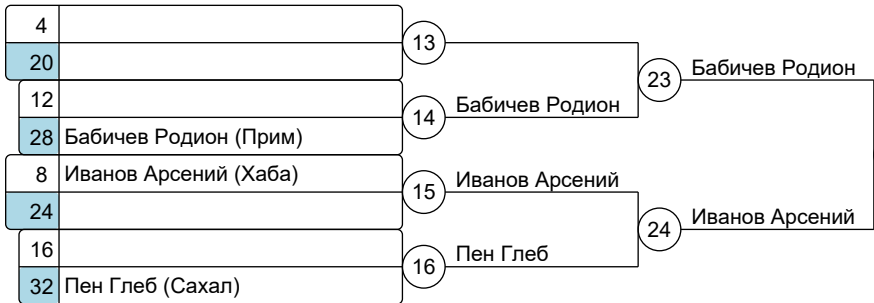 4
13
20
23 Бабичев Родион
12
14 Бабичев Родион
28 Бабичев Родион (Прим)
8 Иванов Арсений (Хаба)
15 Иванов Арсений
24
24 Иванов Арсений
16
16 Пен Глеб
32 Пен Глеб (Сахал)